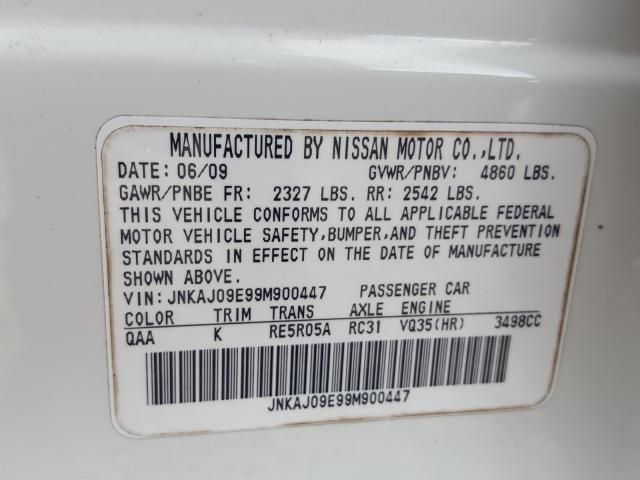 MANUFACTURED BY NISSAN MOTOR CO.,LTD.
DATE: 06/09 GVWR/PNBV: 4860 LBS.
GAWR/PNBE FR: 2327 LBS. RR: 2542 LBS.
THIS VEHICLE CONFORMS TO ALL APPLICABLE FEDERAL
MOTOR VEHICLE SAFETY,BUMPER,AND THEFT PREVENTION
STANDARDS IN EFFECT ON THE DATE OF MANUFACTURE
SHOWN ABOVE.
VIN: JNKAJ09E99M900447 PASSENGER CAR
COLOR TRIM TRANS AXLE ENGINE
QAA K RE5R05A RC31 VQ35(HR) 3498CC
JNKAJ09E99M900447